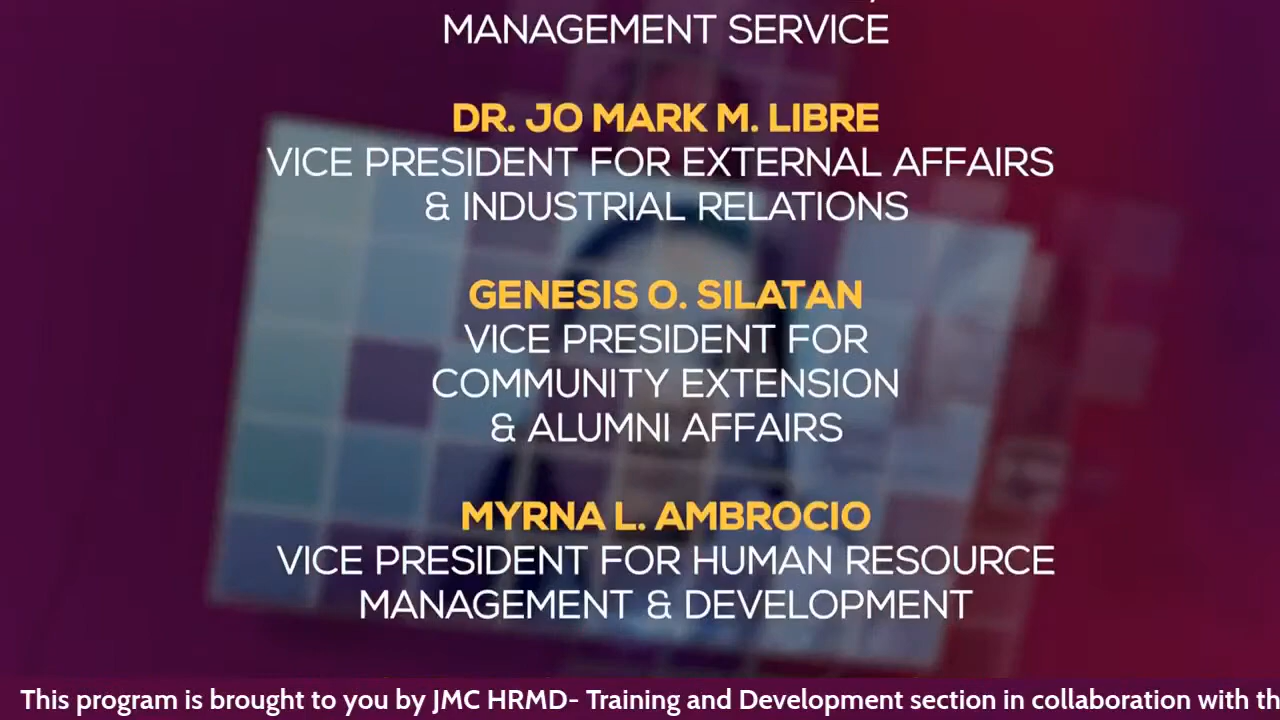 MANAGEMENT SERVICE
DR. JO MARK M. LIBRE
VICE PRESIDENT FOR EXTERNAL AFFAIRS
& INDUSTRIAL RELATIONS
GENESIS O. SILATAN
VICE PRESIDENT FOR
COMMUNITY EXTENSION
& ALUMNI AFFAIRS
MYRNA L. AMBROCIO
VICE PRESIDENT FOR HUMAN RESOURCE
MANAGEMENT & DEVELOPMENT
This program is brought to you by JMC HRMD- Training and Development section in collaboration with th